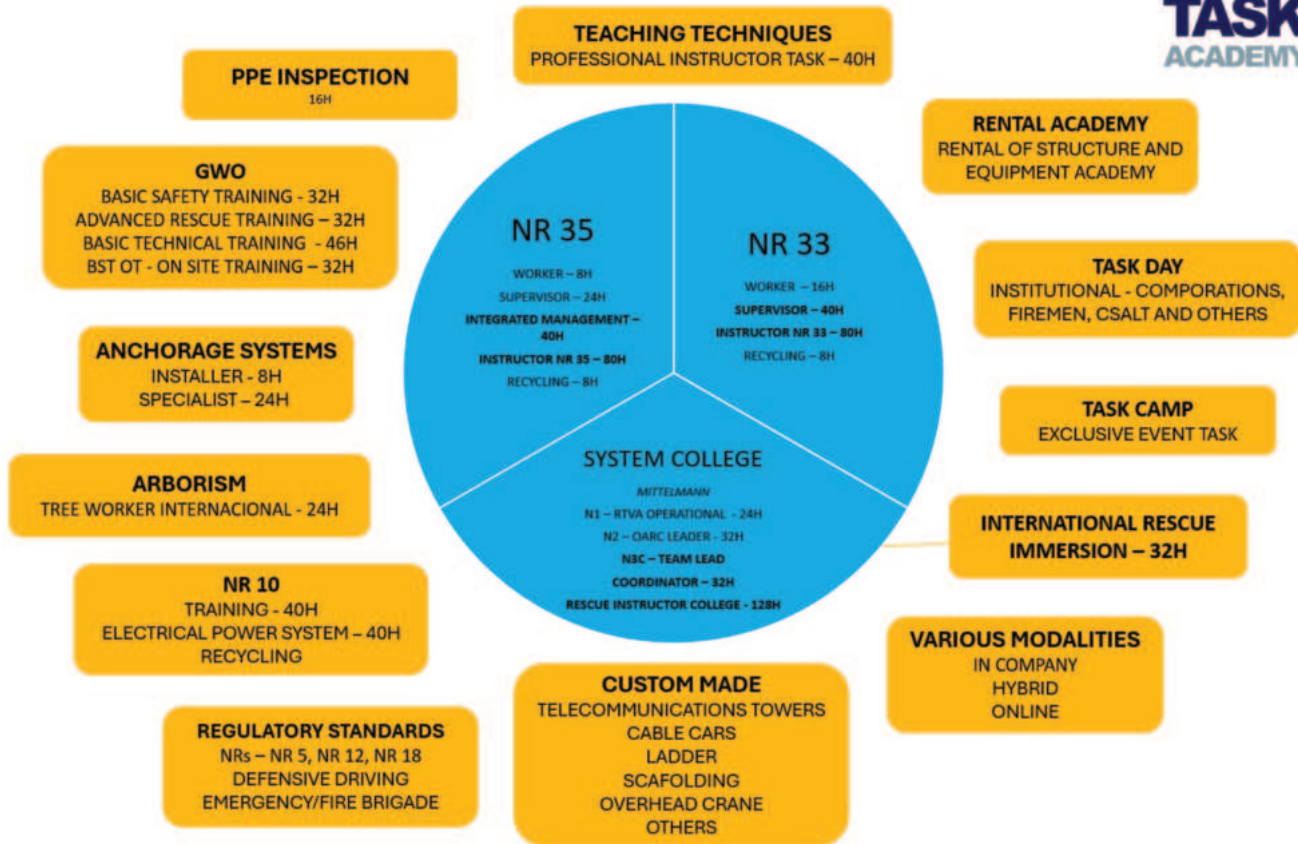 TASK
ACADEMY
TEACHING TECHNIQUES
PROFESSIONAL INSTRUCTOR TASK – 40H
PPE INSPECTION
16H
RENTAL ACADEMY
RENTAL OF STRUCTURE AND
EQUIPMENT ACADEMY
GWO
BASIC SAFETY TRAINING - 32H
ADVANCED RESCUE TRAINING – 32H
BASIC TECHNICAL TRAINING - 46H
BST OT - ON SITE TRAINING – 32H
NR 35
WORKER – 8H
SUPERVISOR – 24H
INTEGRATED MANAGEMENT –
40H
INSTRUCTOR NR 35 – 80H
RECYCLING – 8H
NR 33
WORKER – 16H
SUPERVISOR – 40H
INSTRUCTOR NR 33 – 80H
RECYCLING – 8H
TASK DAY
INSTITUTIONAL - COMPORATIONS,
FIREMEN, CSALT AND OTHERS
ANCHORAGE SYSTEMS
INSTALLER - 8H
SPECIALIST – 24H
TASK CAMP
EXCLUSIVE EVENT TASK
SYSTEM COLLEGE
MITTELMANN
N1 – RTVA OPERATIONAL - 24H
N2 – OARC LEADER - 32H
N3C – TEAM LEAD
COORDINATOR – 32H
RESCUE INSTRUCTOR COLLEGE - 128H
ARBORISM
TREE WORKER INTERNACIONAL - 24H
INTERNATIONAL RESCUE
IMMERSION – 32H
NR 10
TRAINING - 40H
ELECTRICAL POWER SYSTEM – 40H
RECYCLING
VARIOUS MODALITIES
IN COMPANY
HYBRID
ONLINE
CUSTOM MADE
TELECOMMUNICATIONS TOWERS
CABLE CARS
LADDER
SCAFOLDING
OVERHEAD CRANE
OTHERS
REGULATORY STANDARDS
NRs – NR 5, NR 12, NR 18
DEFENSIVE DRIVING
EMERGENCY/FIRE BRIGADE